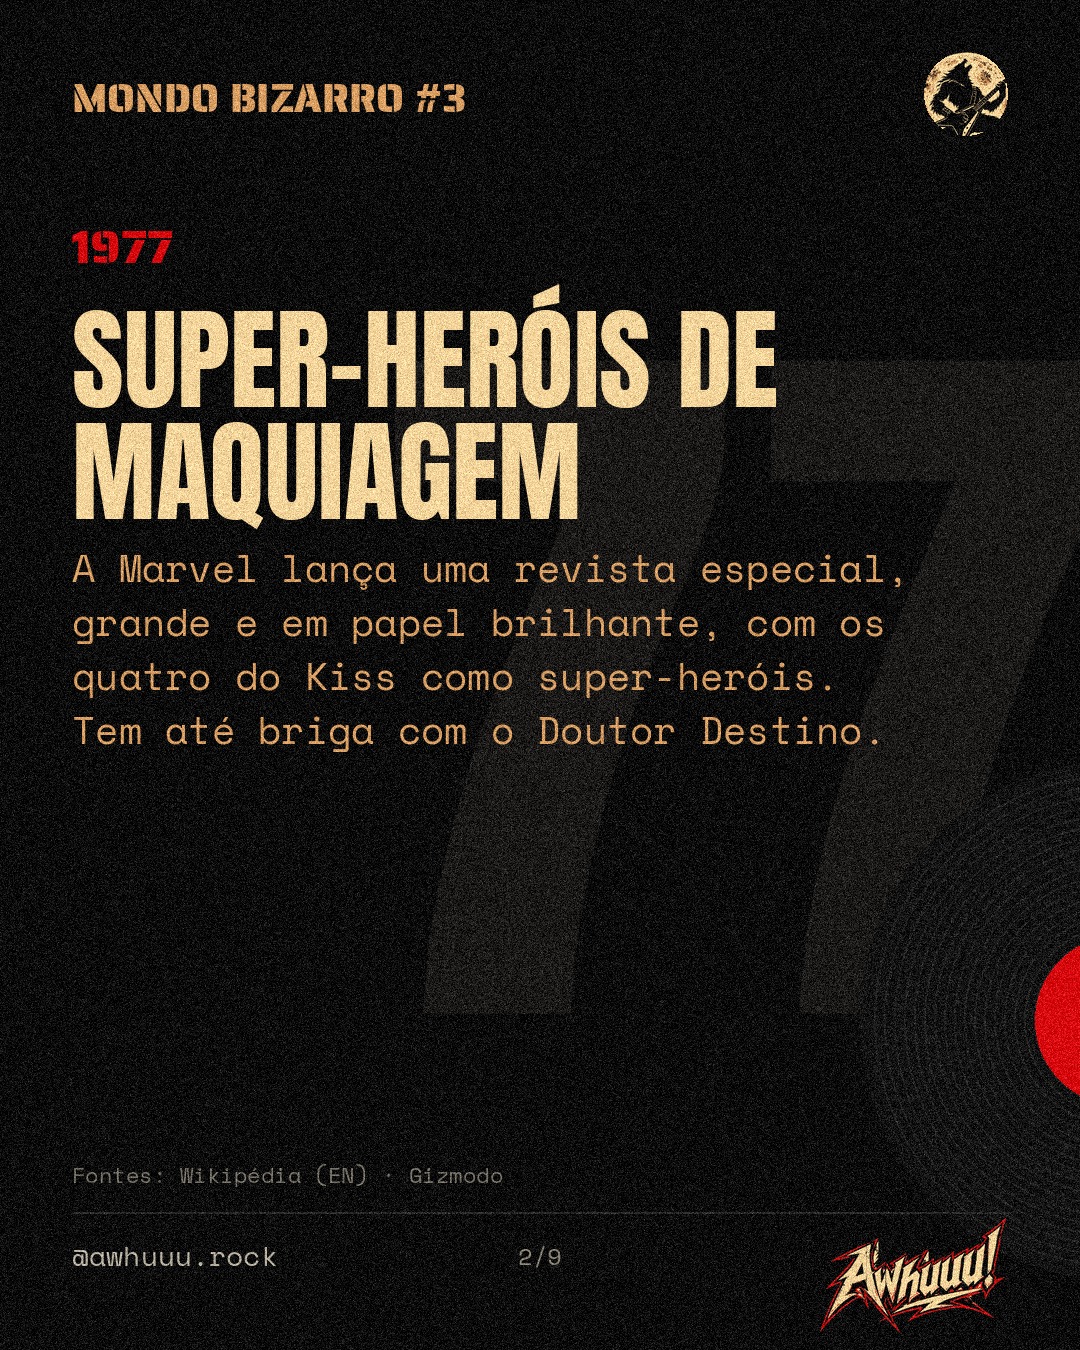 MONDO BIZARRO #3
1977
SUPER-HERÓIS DE
MAQUIAGEM
A Marvel lança uma revista especial,
grande e em papel brilhante, com os
quatro do Kiss como super-heróis.
Tem até briga com o Doutor Destino.
77
Fontes: Wikipédia (EN) · Gizmodo
@awhuuu.rock
2/9
Awhuuu!